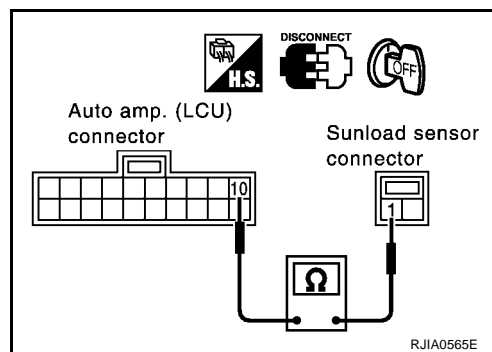 DISCONNECT
H.S.
OFF
Auto amp. (LCU)
connector
Sunload sensor
connector
10
1
Ω
RJIA0565E